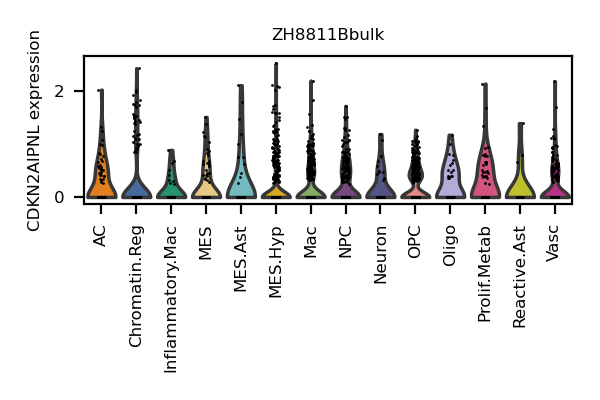 ZH8811Bbulk
CDKN2AIPNL expression
2
0
AC
Chromatin.Reg
Inflammatory.Mac
MES
MES.Ast
MES.Hyp
Mac
NPC
Neuron
OPC
Oligo
Prolif.Metab
Reactive.Ast
Vasc